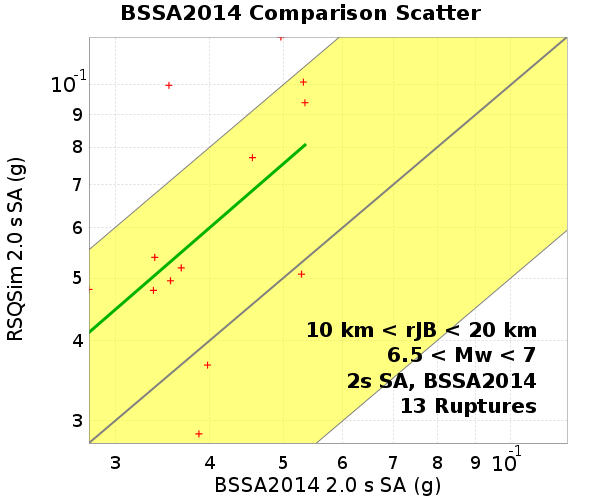 BSSA2014 Comparison Scatter
RSQSim 2.0 s SA (g)
10-1
9
8
7
6
5
4
3
10 km < rJB < 20 km
6.5 < Mw < 7
2s SA, BSSA2014
13 Ruptures
3 4 5 6 7 8 9 10-1
BSSA2014 2.0 s SA (g)